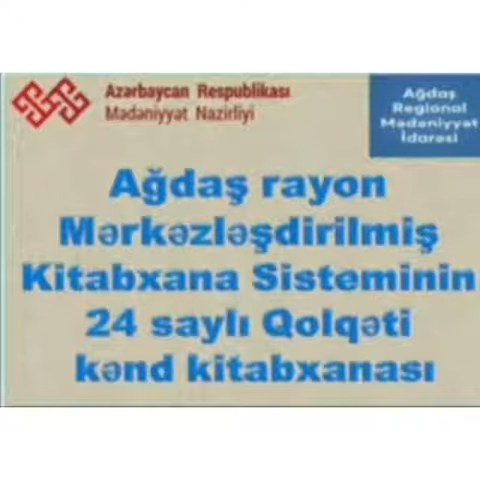 Azərbaycan Respublikası
Mədəniyyət Nazirliyi
Ağdaş
Regional
Mədəniyyət
İdarəsi
Ağdaş rayon
Mərkəzləşdirilmiş
Kitabxana Sisteminin
24 saylı Qolqəti
kənd kitabxanası